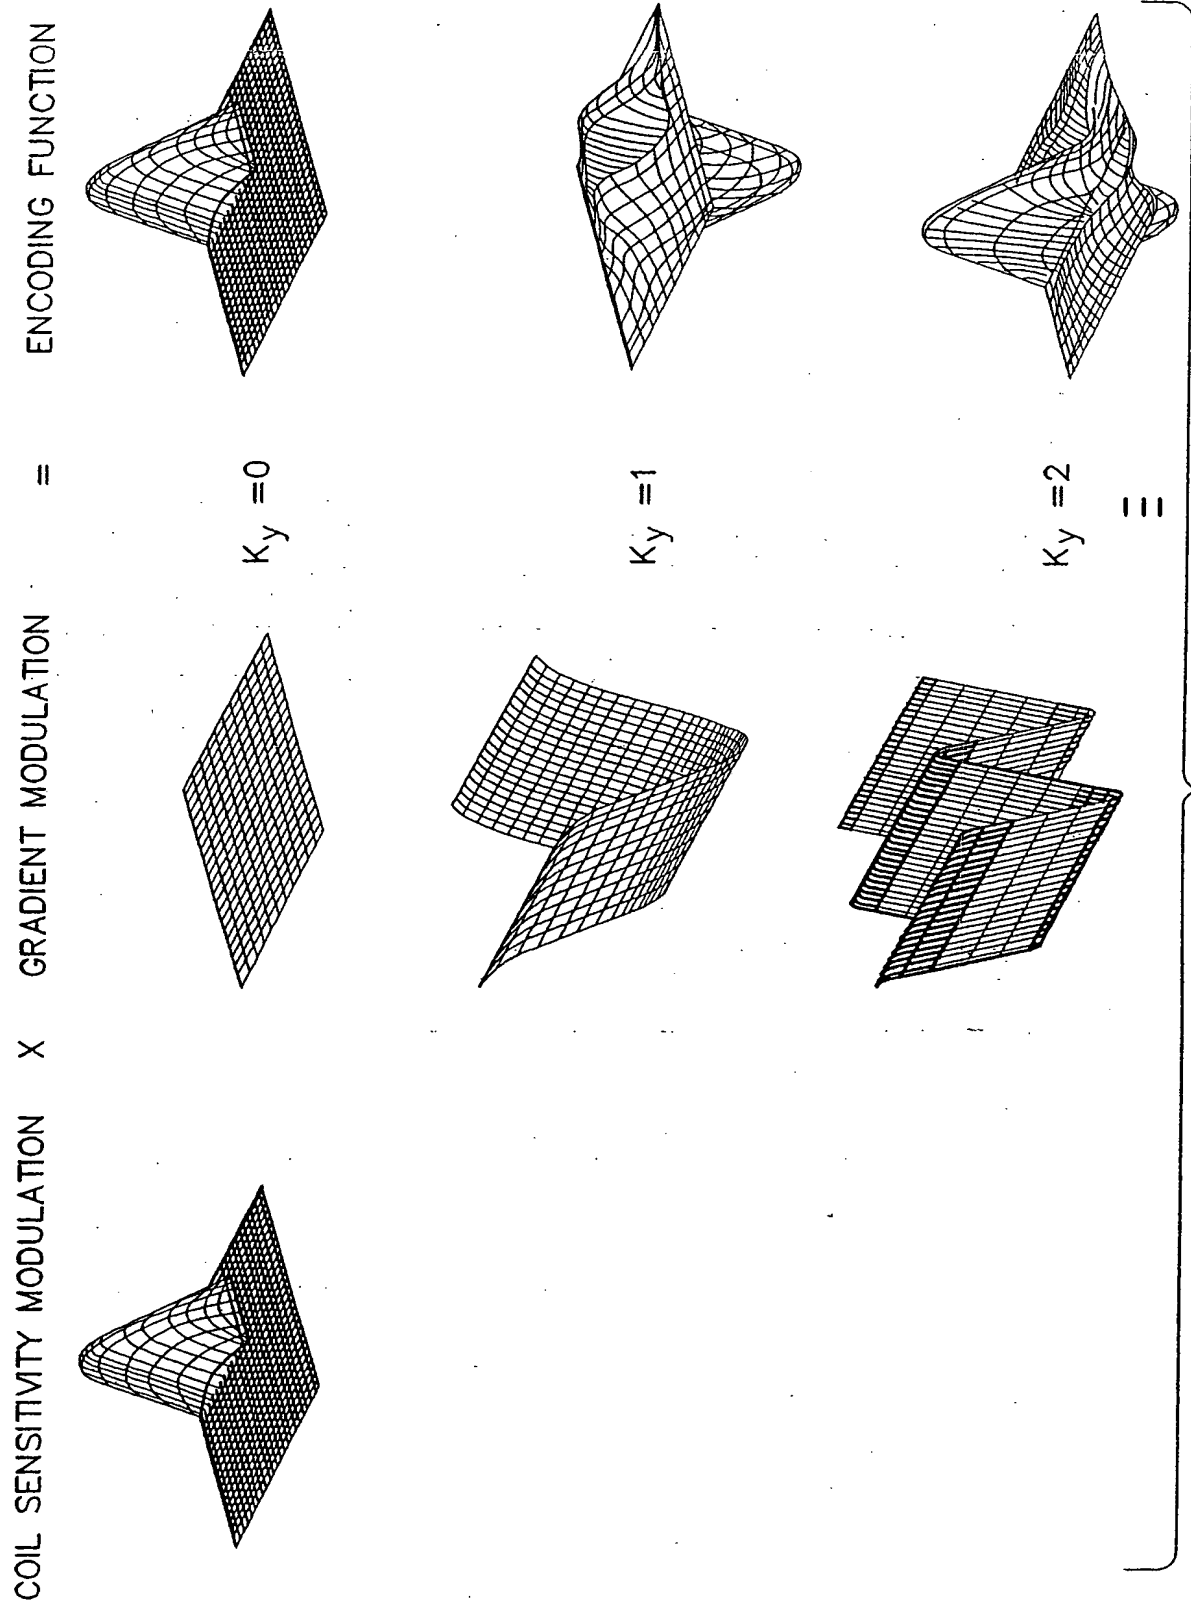 COIL SENSITIVITY MODULATION X GRADIENT MODULATION = ENCODING FUNCTION
Ky =0
Ky =1
Ky =2